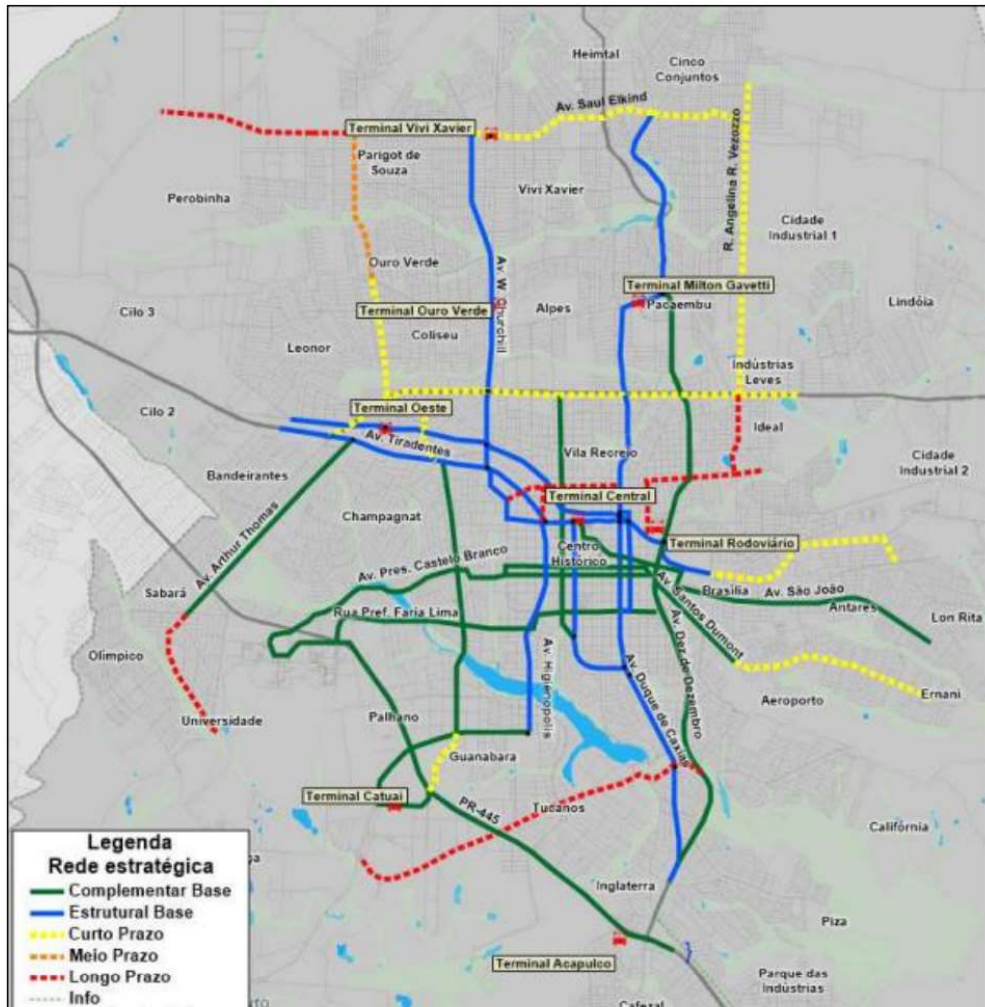 Heimtal
Cinco
Conjuntos
Av. Saul Elkind
Terminal Vivi Xavier
Parigot de
Souza
Vivi Xavier
R. Angelina R. Vezozzo
Perobinha
Cidade
Industrial 1
Ouro Verde
Av. W. Churchill
Terminal Milton Gavetti
Pacaembu
Lindóia
Cilo 3
Terminal Ouro Verde
Alpes
Coliseu
Leonor
Indústrias
Leves
Cilo 2
Terminal Oeste
Ideal
Av. Tiradentes
Vila Recreio
Bandeirantes
Cidade
Industrial 2
Terminal Central
Champagnat
Av. Arthur Thomas
Terminal Rodoviário
Centro
Histórico
Av. Pres. Castelo Branco
Sabará
Brasilia
Av. São João
Antares
Av. Santos Dumont
Rua Pref. Faria Lima
Lon Rita
Av. Dez de Dezembro
Olímpico
Av. Higienopolis
Av. Duque de Caxias
Aeroporto
Ernani
Universidade
Palhano
Guanabara
Terminal Catuai
PR-445
Tucanos
Califórnia
Legenda
Rede estratégica
Complementar Base
Estrutural Base
Curto Prazo
Meio Prazo
Longo Prazo
Info
Inglaterra
Piza
Terminal Acapulco
Parque das
Indústrias
Cafezal